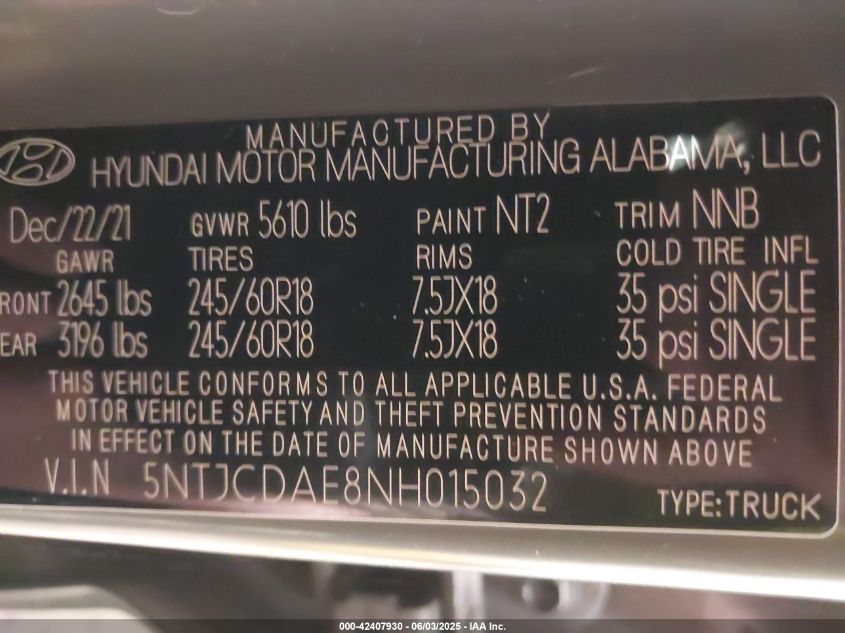 MANUFACTURED BY
HYUNDAI MOTOR MANUFACTURING ALABAMA, LLC
Dec/22/21 GVWR 5610 lbs PAINT NT2 TRIM NNB
GAWR TIRES RIMS COLD TIRE INFL
RONT 2645 lbs 245/60R18 7.5JX18 35 psi SINGLE
EAR 3196 lbs 245/60R18 7.5JX18 35 psi SINGLE
THIS VEHICLE CONFORMS TO ALL APPLICABLE U.S.A. FEDERAL
MOTOR VEHICLE SAFETY AND THEFT PREVENTION STANDARDS
IN EFFECT ON THE DATE OF MANUFACTURE SHOWN ABOVE
V.I.N 5NTJCDAE8NH015032
TYPE:TRUCK
000-42407930 - 06/03/2025 - IAA Inc.